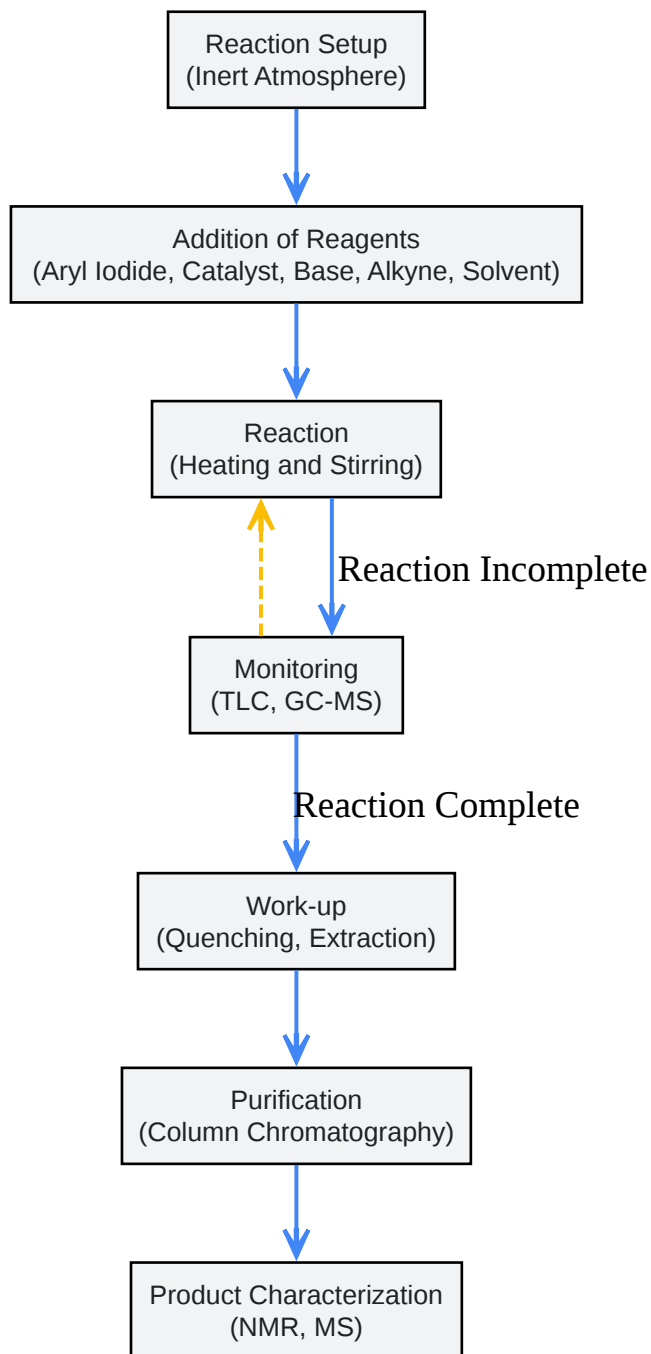 Reaction Setup
(Inert Atmosphere)
Addition of Reagents
(Aryl Iodide, Catalyst, Base, Alkyne, Solvent)
Reaction
(Heating and Stirring)
Reaction Incomplete
Monitoring
(TLC, GC-MS)
Reaction Complete
Work-up
(Quenching, Extraction)
Purification
(Column Chromatography)
Product Characterization
(NMR, MS)